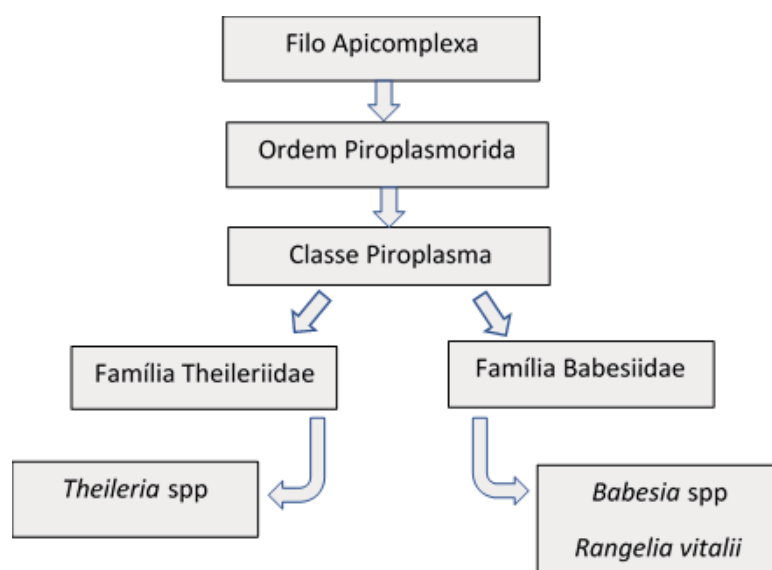 Filo Apicomplexa
Ordem Piroplasmorida
Classe Piroplasma
Família Theileriidae
Família Babesiidae
Theileria spp
Babesia spp
Rangelia vitalii